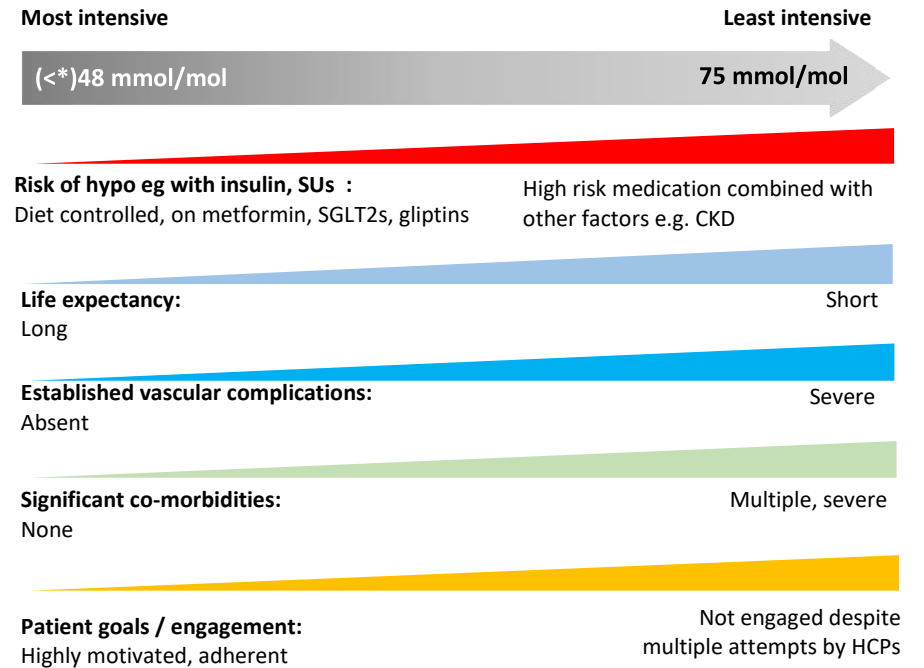 Most intensive
Least intensive
(<*)48 mmol/mol
75 mmol/mol
Risk of hypo eg with insulin, SUs :
Diet controlled, on metformin, SGLT2s, gliptins
High risk medication combined with
other factors e.g. CKD
Life expectancy:
Long
Short
Established vascular complications:
Absent
Severe
Significant co-morbidities:
None
Multiple, severe
Patient goals / engagement:
Highly motivated, adherent
Not engaged despite
multiple attempts by HCPs